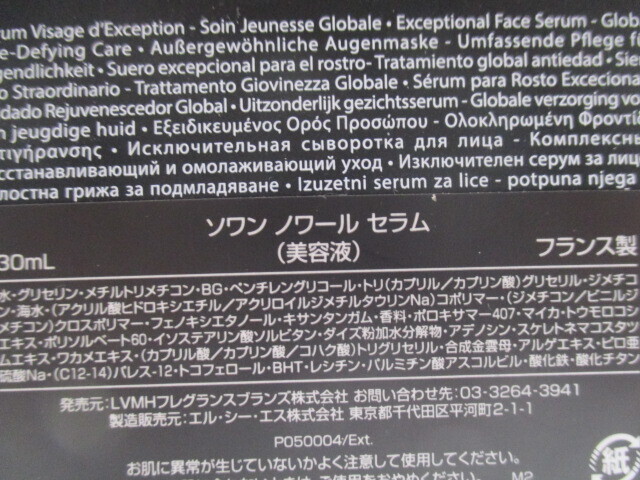 rum Visage d'Exception - Soin Jeunesse Globale • Exceptional Face Serum - Glob
e-Defying Care • Außergewöhnliche Augenmaske - Umfassende Pflege fü
gendlichkeit • Suero excepcional para el rostro- Tratamiento global antiedad • Sie
o Straordinario - Trattamento Giovinezza Globale • Sérum para Rosto Excecion
idado Rejuvenescedor Global • Uitzonderlijk gezichtsserum - Globale verzorging vo
n jeugdige huid • Εξειδικευμένος Ορός Προσώπου - Ολοκληρωμένη Φροντίδ
τιγήρανσης • Исключительная сыворотка для лица - Комплексны
сстанавливающий и омолаживающий уход • Изключителен серум за лице
лостна грижа за подмладяване • Izuzetni serum za lice - potpuna njega
ソワン ノワール セラム
30mL (美容液) フランス製
水・グリセリン・メチルトリメチコン・BG・ペンチレングリコール・トリ(カプリル/カプリン酸)グリセリル・ジメチコ
ン・海水・(アクリル酸ヒドロキシエチル/アクリロイルジメチルタウリンNa)コポリマー・(ジメチコン/ビニルジ
メチコン)クロスポリマー・フェノキシエタノール・キサンタンガム・香料・ポロキサマー407・マイカ・トウモロコシ
エキス・ポリソルベート60・イソステアリン酸ソルビタン・ダイズ粉加水分解物・アデノシン・スケレトネマコスタツ
ムエキス・ワカメエキス・(カプリル酸/カプリン酸/コハク酸)トリグリセリル・合成金雲母・アルゲエキス・ピロ亜
硫酸Na・(C12-14)パレス-12・トコフェロール・BHT・レシチン・パルミチン酸アスコルビル・酸化鉄・酸化チタン
発売元:LVMHフレグランスブランズ株式会社 お問い合わせ先:03-3264-3941
製造販売元:エル・シー・エス株式会社 東京都千代田区平河町2-1-1
P050004/Ext.
お肌に異常が生じていないかよく注意して使用してください。
使用をおやめください。 M2
紙